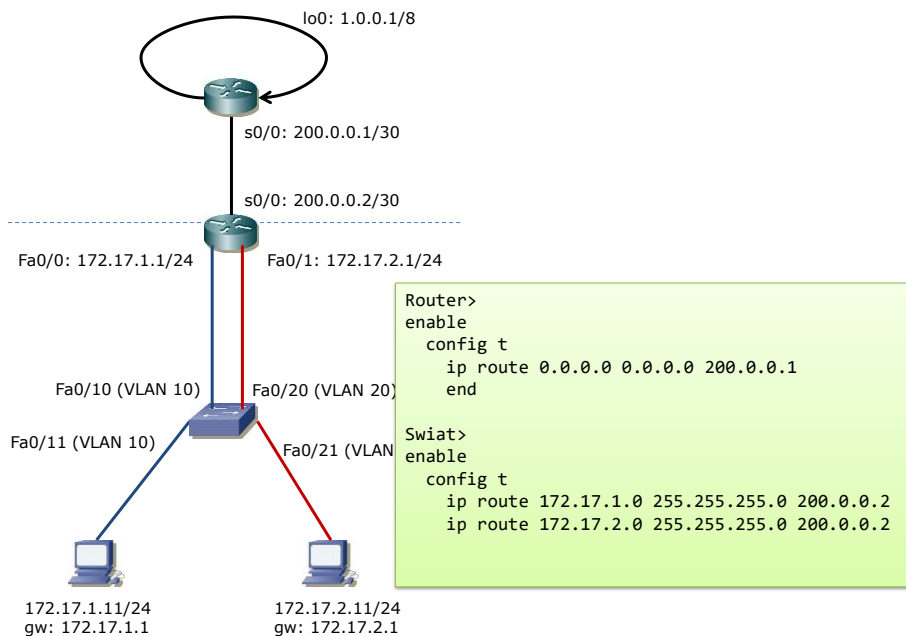 lo0: 1.0.0.1/8
s0/0: 200.0.0.1/30
s0/0: 200.0.0.2/30
Fa0/0: 172.17.1.1/24
Fa0/1: 172.17.2.1/24
Fa0/10 (VLAN 10)
Fa0/20 (VLAN 20)
Fa0/11 (VLAN 10)
Fa0/21 (VLAN
172.17.1.11/24
gw: 172.17.1.1
172.17.2.11/24
gw: 172.17.2.1
Router>
enable
config t
ip route 0.0.0.0 0.0.0.0 200.0.0.1
end
Swiat>
enable
config t
ip route 172.17.1.0 255.255.255.0 200.0.0.2
ip route 172.17.2.0 255.255.255.0 200.0.0.2